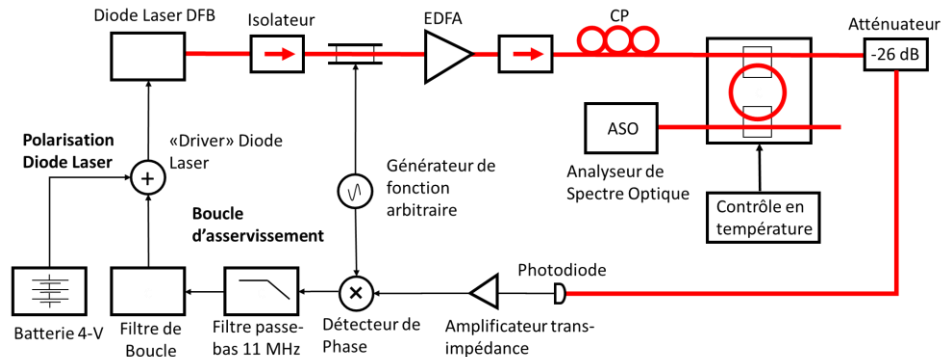 Diode Laser DFB
Isolateur
EDFA
CP
Atténuateur
-26 dB
Polarisation
Diode Laser
«Driver» Diode
Laser
+
Générateur de
fonction
arbitraire
ASO
Analyseur de
Spectre Optique
Contrôle en
température
Boucle
d'asservissement
Photodiode
Batterie 4-V
Filtre de
Boucle
Filtre passe-
bas 11 MHz
Détecteur de
Phase
Amplificateur trans-
impédance